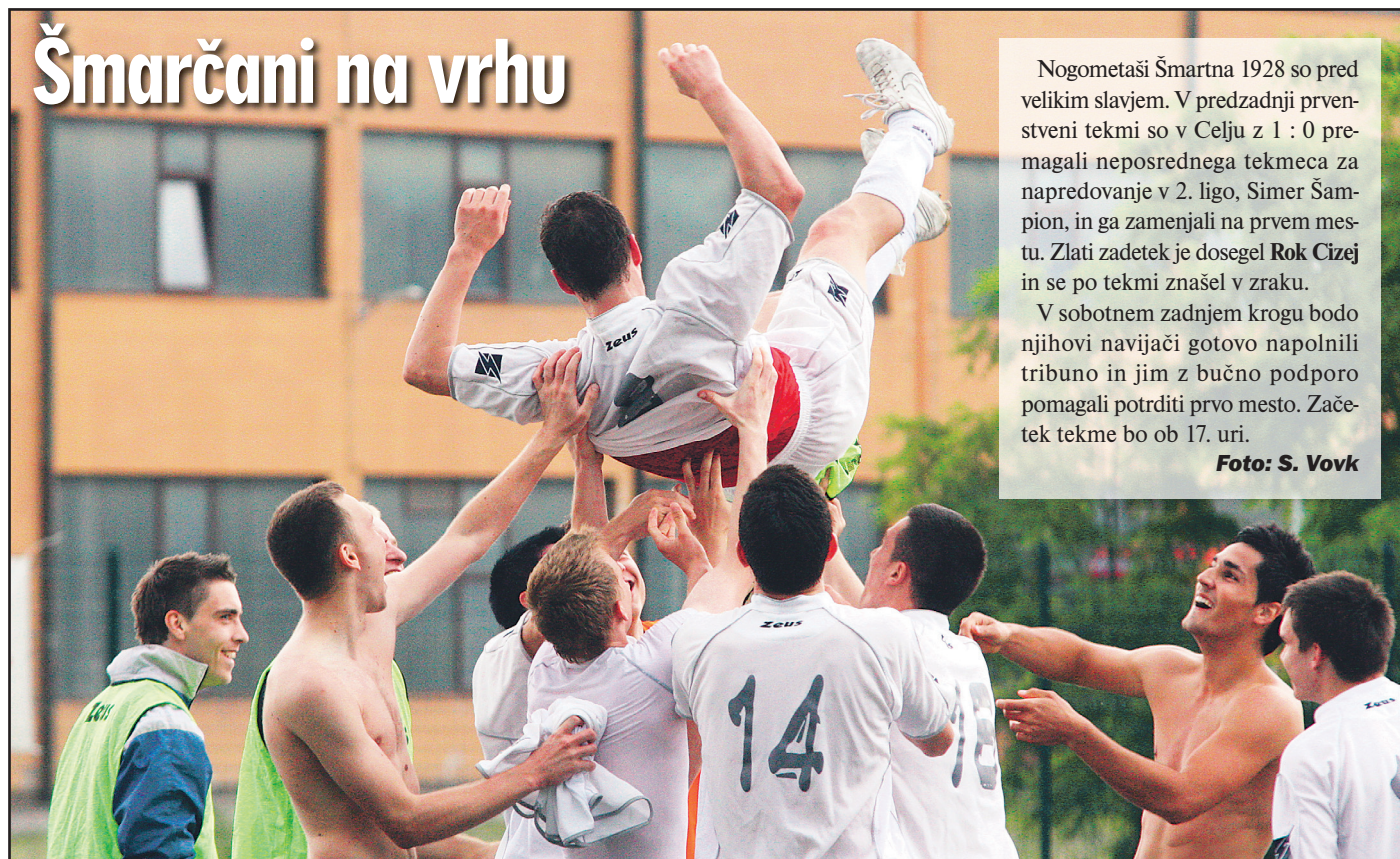 Šmarčani na vrhu
Nogometaši Šmartna 1928 so pred
velikim slavjem. V predzadnji prven-
stveni tekmi so v Celju z 1 : 0 pre-
magali neposrednega tekmeca za
napredovanje v 2. ligo, Simer Šam-
pion, in ga zamenjali na prvem mes-
tu. Zlati zadetek je dosegel Rok Cizej
in se po tekmi znašel v zraku.
V sobotnem zadnjem krogu bodo
njihovi navijači gotovo napolnili
tribuno in jim z bučno podporo
pomagali potrditi prvo mesto. Zače-
tek tekme bo ob 17. uri.
Foto: S. Vovk
Zeus
Zeus
14
18
Zeus
Zeus